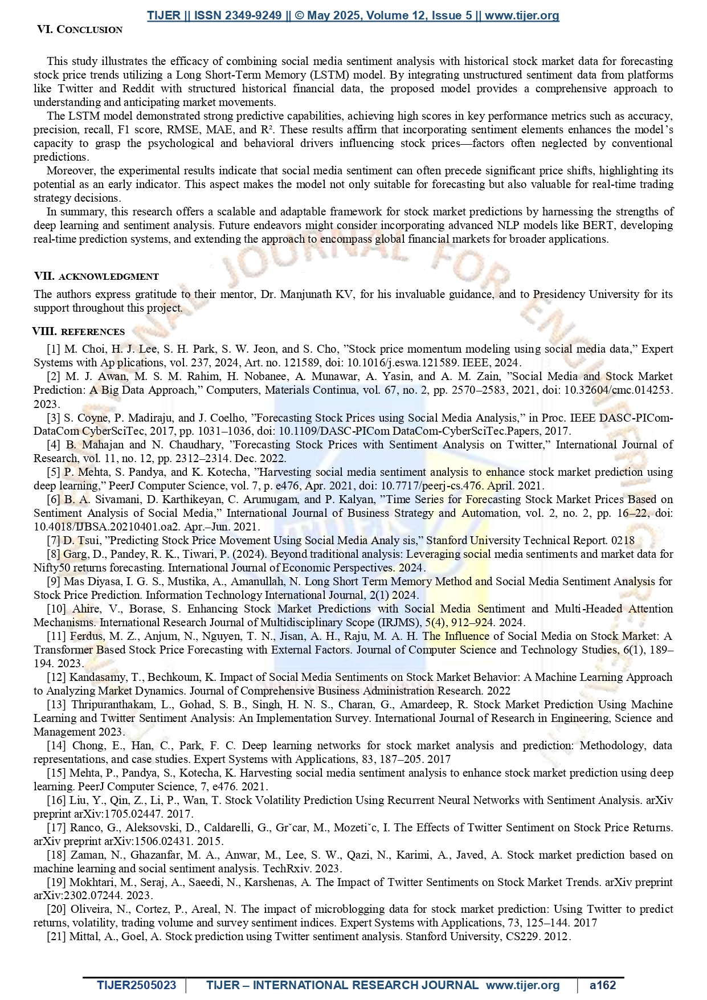 TIJER || ISSN 2349-9249 || © May 2025, Volume 12, Issue 5 || www.tijer.org
VI. CONCLUSION
This study illustrates the efficacy of combining social media sentiment analysis with historical stock market data for forecasting
stock price trends utilizing a Long Short-Term Memory (LSTM) model. By integrating unstructured sentiment data from platforms
like Twitter and Reddit with structured historical financial data, the proposed model provides a comprehensive approach to
understanding and anticipating market movements.
The LSTM model demonstrated strong predictive capabilities, achieving high scores in key performance metrics such as accuracy,
precision, recall, F1 score, RMSE, MAE, and R². These results affirm that incorporating sentiment elements enhances the model’s
capacity to grasp the psychological and behavioral drivers influencing stock prices—factors often neglected by conventional
predictions.
Moreover, the experimental results indicate that social media sentiment can often precede significant price shifts, highlighting its
potential as an early indicator. This aspect makes the model not only suitable for forecasting but also valuable for real-time trading
strategy decisions.
In summary, this research offers a scalable and adaptable framework for stock market predictions by harnessing the strengths of
deep learning and sentiment analysis. Future endeavors might consider incorporating advanced NLP models like BERT, developing
real-time prediction systems, and extending the approach to encompass global financial markets for broader applications.
VII. ACKNOWLEDGMENT
The authors express gratitude to their mentor, Dr. Manjunath KV, for his invaluable guidance, and to Presidency University for its
support throughout this project.
VIII. REFERENCES
[1] M. Choi, H. J. Lee, S. H. Park, S. W. Jeon, and S. Cho, ”Stock price momentum modeling using social media data,” Expert
Systems with Ap plications, vol. 237, 2024, Art. no. 121589, doi: 10.1016/j.eswa.121589. IEEE, 2024.
[2] M. J. Awan, M. S. M. Rahim, H. Nobanee, A. Munawar, A. Yasin, and A. M. Zain, ”Social Media and Stock Market
Prediction: A Big Data Approach,” Computers, Materials Continua, vol. 67, no. 2, pp. 2570–2583, 2021, doi: 10.32604/cmc.014253.
2023.
[3] S. Coyne, P. Madiraju, and J. Coelho, ”Forecasting Stock Prices using Social Media Analysis,” in Proc. IEEE DASC-PICom-
DataCom CyberSciTec, 2017, pp. 1031–1036, doi: 10.1109/DASC-PICom DataCom-CyberSciTec.Papers, 2017.
[4] B. Mahajan and N. Chaudhary, ”Forecasting Stock Prices with Sentiment Analysis on Twitter,” International Journal of
Research, vol. 11, no. 12, pp. 2312–2314. Dec. 2022.
[5] P. Mehta, S. Pandya, and K. Kotecha, ”Harvesting social media sentiment analysis to enhance stock market prediction using
deep learning,” PeerJ Computer Science, vol. 7, p. e476, Apr. 2021, doi: 10.7717/peerj-cs.476. April. 2021.
[6] B. A. Sivamani, D. Karthikeyan, C. Arumugam, and P. Kalyan, ”Time Series for Forecasting Stock Market Prices Based on
Sentiment Analysis of Social Media,” International Journal of Business Strategy and Automation, vol. 2, no. 2, pp. 16–22, doi:
10.4018/IJBSA.20210401.oa2. Apr.–Jun. 2021.
[7] D. Tsui, ”Predicting Stock Price Movement Using Social Media Analy sis,” Stanford University Technical Report. 0218
[8] Garg, D., Pandey, R. K., Tiwari, P. (2024). Beyond traditional analysis: Leveraging social media sentiments and market data for
Nifty50 returns forecasting. International Journal of Economic Perspectives. 2024.
[9] Mas Diyasa, I. G. S., Mustika, A., Amanullah, N. Long Short Term Memory Method and Social Media Sentiment Analysis for
Stock Price Prediction. Information Technology International Journal, 2(1) 2024.
[10] Ahire, V., Borase, S. Enhancing Stock Market Predictions with Social Media Sentiment and Multi-Headed Attention
Mechanisms. International Research Journal of Multidisciplinary Scope (IRJMS), 5(4), 912–924. 2024.
[11] Ferdus, M. Z., Anjum, N., Nguyen, T. N., Jisan, A. H., Raju, M. A. H. The Influence of Social Media on Stock Market: A
Transformer Based Stock Price Forecasting with External Factors. Journal of Computer Science and Technology Studies, 6(1), 189–
194. 2023.
[12] Kandasamy, T., Bechkoum, K. Impact of Social Media Sentiments on Stock Market Behavior: A Machine Learning Approach
to Analyzing Market Dynamics. Journal of Comprehensive Business Administration Research. 2022
[13] Thripuranthakam, L., Gohad, S. B., Singh, H. N. S., Charan, G., Amardeep, R. Stock Market Prediction Using Machine
Learning and Twitter Sentiment Analysis: An Implementation Survey. International Journal of Research in Engineering, Science and
Management 2023.
[14] Chong, E., Han, C., Park, F. C. Deep learning networks for stock market analysis and prediction: Methodology, data
representations, and case studies. Expert Systems with Applications, 83, 187–205. 2017
[15] Mehta, P., Pandya, S., Kotecha, K. Harvesting social media sentiment analysis to enhance stock market prediction using deep
learning. PeerJ Computer Science, 7, e476. 2021.
[16] Liu, Y., Qin, Z., Li, P., Wan, T. Stock Volatility Prediction Using Recurrent Neural Networks with Sentiment Analysis. arXiv
preprint arXiv:1705.02447. 2017.
[17] Ranco, G., Aleksovski, D., Caldarelli, G., Grˇcar, M., Mozetiˇc, I. The Effects of Twitter Sentiment on Stock Price Returns.
arXiv preprint arXiv:1506.02431. 2015.
[18] Zaman, N., Ghazanfar, M. A., Anwar, M., Lee, S. W., Qazi, N., Karimi, A., Javed, A. Stock market prediction based on
machine learning and social sentiment analysis. TechRxiv. 2023.
[19] Mokhtari, M., Seraj, A., Saeedi, N., Karshenas, A. The Impact of Twitter Sentiments on Stock Market Trends. arXiv preprint
arXiv:2302.07244. 2023.
[20] Oliveira, N., Cortez, P., Areal, N. The impact of microblogging data for stock market prediction: Using Twitter to predict
returns, volatility, trading volume and survey sentiment indices. Expert Systems with Applications, 73, 125–144. 2017
[21] Mittal, A., Goel, A. Stock prediction using Twitter sentiment analysis. Stanford University, CS229. 2012.
TIJER2505023 TIJER – INTERNATIONAL RESEARCH JOURNAL www.tijer.org a162